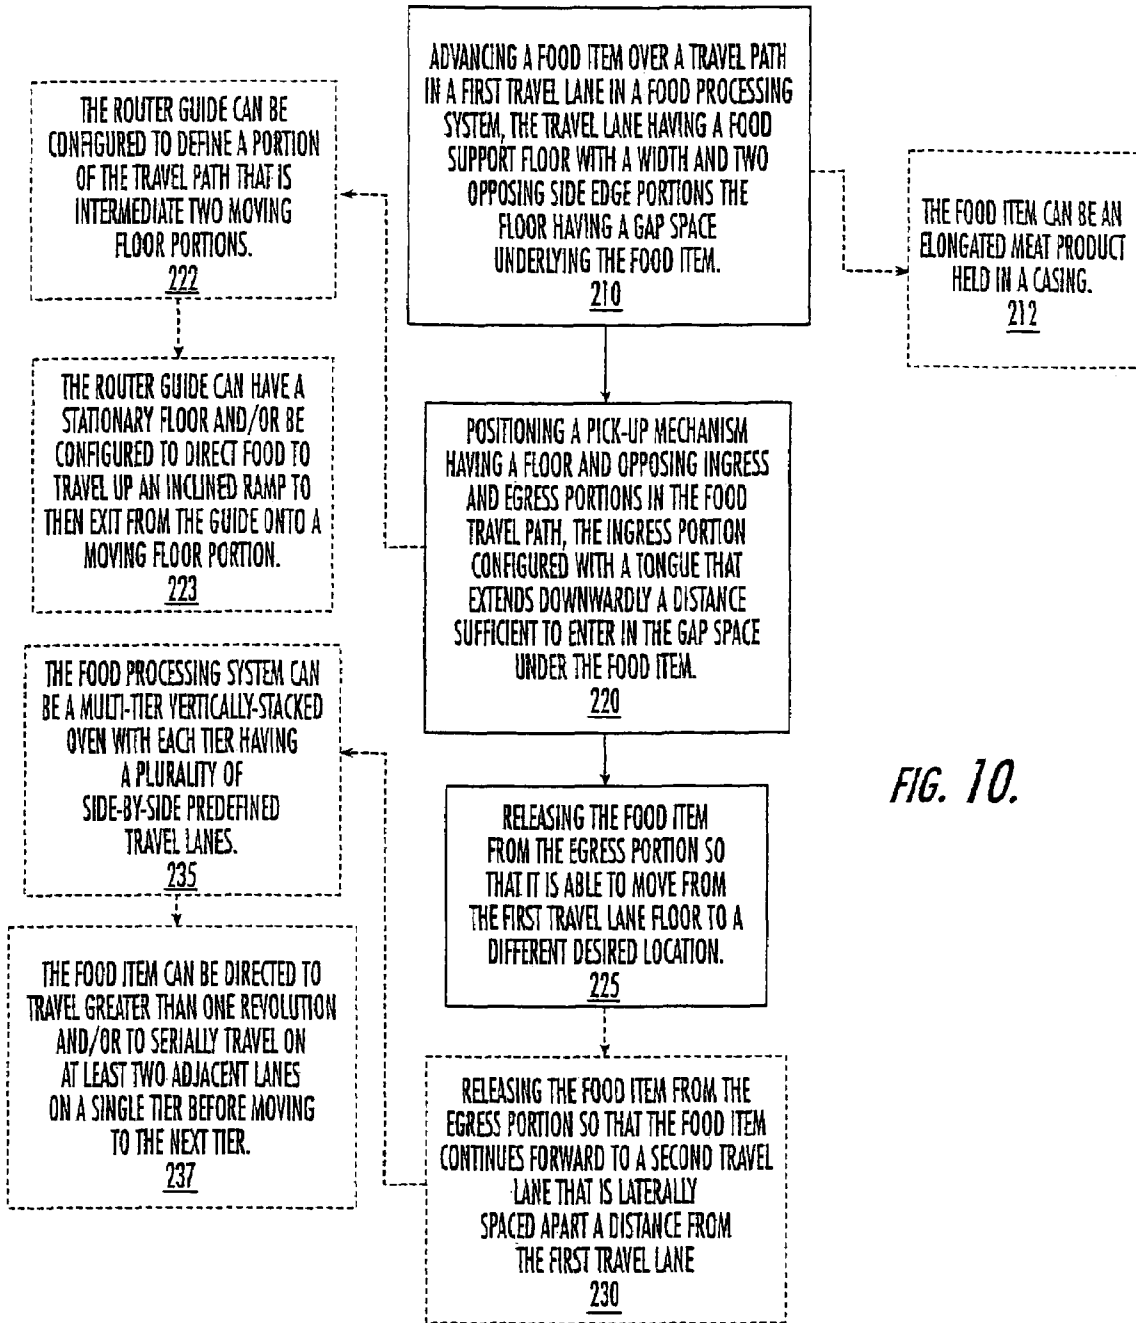 ADVANCING A FOOD ITEM OVER A TRAVEL PATH
IN A FIRST TRAVEL LANE IN A FOOD PROCESSING
SYSTEM, THE TRAVEL LANE HAVING A FOOD
SUPPORT FLOOR WITH A WIDTH AND TWO
OPPOSING SIDE EDGE PORTIONS THE
FLOOR HAVING A GAP SPACE
UNDERLYING THE FOOD ITEM.
210
THE FOOD ITEM CAN BE AN
ELONGATED MEAT PRODUCT
HELD IN A CASING.
212
THE ROUTER GUIDE CAN BE
CONFIGURED TO DEFINE A PORTION
OF THE TRAVEL PATH THAT IS
INTERMEDIATE TWO MOVING
FLOOR PORTIONS.
222
THE ROUTER GUIDE CAN HAVE A
STATIONARY FLOOR AND/OR BE
CONFIGURED TO DIRECT FOOD TO
TRAVEL UP AN INCLINED RAMP TO
THEN EXIT FROM THE GUIDE ONTO A
MOVING FLOOR PORTION.
223
POSITIONING A PICK-UP MECHANISM
HAVING A FLOOR AND OPPOSING INGRESS
AND EGRESS PORTIONS IN THE FOOD
TRAVEL PATH, THE INGRESS PORTION
CONFIGURED WITH A TONGUE THAT
EXTENDS DOWNWARDLY A DISTANCE
SUFFICIENT TO ENTER IN THE GAP SPACE
UNDER THE FOOD ITEM.
220
THE FOOD PROCESSING SYSTEM CAN
BE A MULTI-TIER VERTICALLY-STACKED
OVEN WITH EACH TIER HAVING
A PLURALITY OF
SIDE-BY-SIDE PREDEFINED
TRAVEL LANES.
235
RELEASING THE FOOD ITEM
FROM THE EGRESS PORTION SO
THAT IT IS ABLE TO MOVE FROM
THE FIRST TRAVEL LANE FLOOR TO A
DIFFERENT DESIRED LOCATION.
225
THE FOOD ITEM CAN BE DIRECTED TO
TRAVEL GREATER THAN ONE REVOLUTION
AND/OR TO SERIALLY TRAVEL ON
AT LEAST TWO ADJACENT LANES
ON A SINGLE TIER BEFORE MOVING
TO THE NEXT TIER.
237
RELEASING THE FOOD ITEM FROM THE
EGRESS PORTION SO THAT THE FOOD ITEM
CONTINUES FORWARD TO A SECOND TRAVEL
LANE THAT IS LATERALLY
SPACED APART A DISTANCE FROM
THE FIRST TRAVEL LANE
230
FIG. 10.